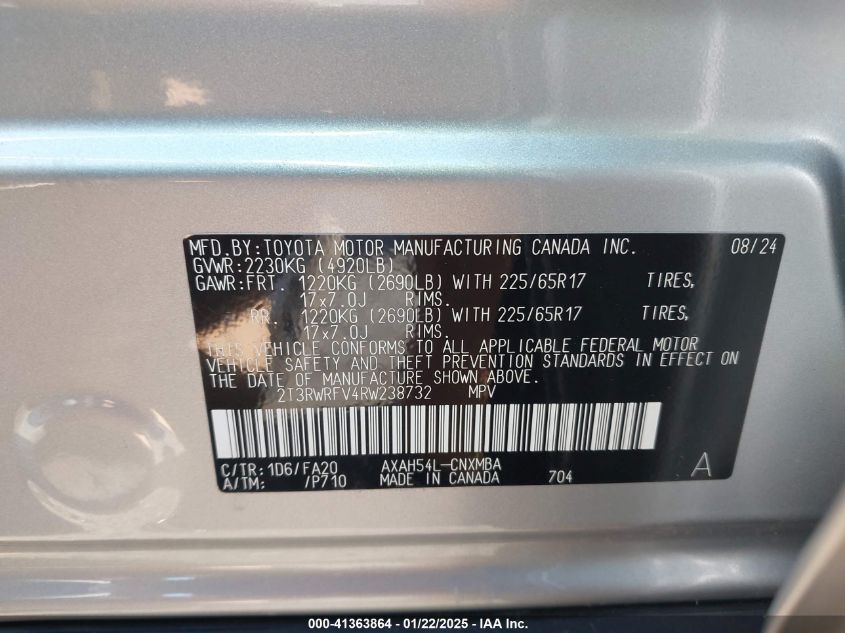 MFD.BY:TOYOTA MOTOR MANUFACTURING CANADA INC. 08/24
GVWR:2230KG (4920LB)
GAWR:FRT. 1220KG (2690LB) WITH 225/65R17 TIRES,
17x7.0J RIMS.
RR. 1220KG (2690LB) WITH 225/65R17 TIRES,
17x7.0J RIMS.
THIS VEHICLE CONFORMS TO ALL APPLICABLE FEDERAL MOTOR
VEHICLE SAFETY AND THEFT PREVENTION STANDARDS IN EFFECT ON
THE DATE OF MANUFACTURE SHOWN ABOVE.
2T3RWRFV4RW238732 MPV
C/TR:1D6/FA20 AXAH54L-CNXMBA
A/TM: /P710 MADE IN CANADA 704 A
000-41363864 — 01/22/2025 — IAA Inc.